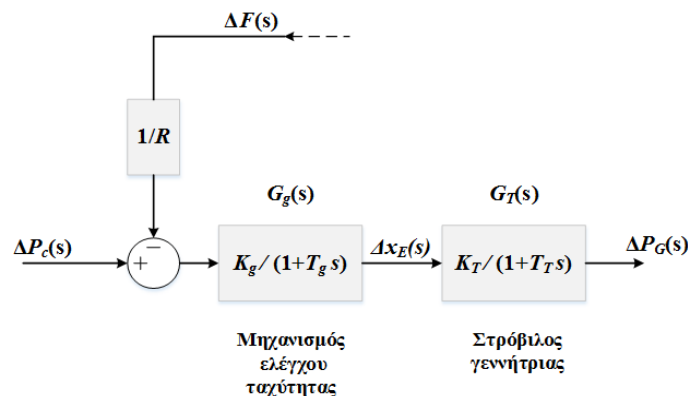 ΔF(s)
1/R
G_g(s)
G_T(s)
ΔP_c(s)
+
−
K_g / (1+T_g s)
Δx_E(s)
K_T / (1+T_T s)
ΔP_G(s)
Μηχανισμός
ελέγχου
ταχύτητας
Στρόβιλος
γεννήτριας